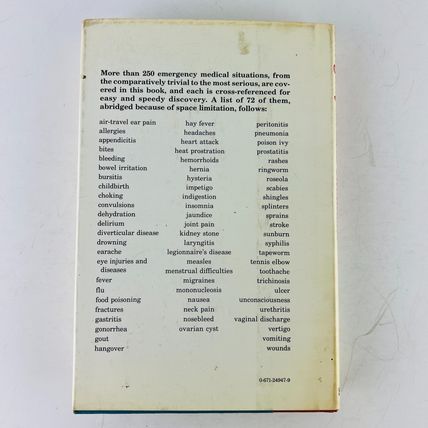 More than 250 emergency medical situations, from
the comparatively trivial to the most serious, are cov-
ered in this book, and each is cross-referenced for
easy and speedy discovery. A list of 72 of them,
abridged because of space limitation, follows:
air-travel ear pain
allergies
appendicitis
bites
bleeding
bowel irritation
bursitis
childbirth
choking
convulsions
dehydration
delirium
diverticular disease
drowning
earache
eye injuries and
diseases
fever
flu
food poisoning
fractures
gastritis
gonorrhea
gout
hangover
hay fever
headaches
heart attack
heat prostration
hemorrhoids
hernia
hysteria
impetigo
indigestion
insomnia
jaundice
joint pain
kidney stone
laryngitis
legionnaire's disease
measles
menstrual difficulties
migraines
mononucleosis
nausea
neck pain
nosebleed
ovarian cyst
peritonitis
pneumonia
poison ivy
prostatitis
rashes
ringworm
roseola
scabies
shingles
splinters
sprains
stroke
sunburn
syphilis
tapeworm
tennis elbow
toothache
trichinosis
ulcer
unconsciousness
urethritis
vaginal discharge
vertigo
vomiting
wounds
0-671-24947-9